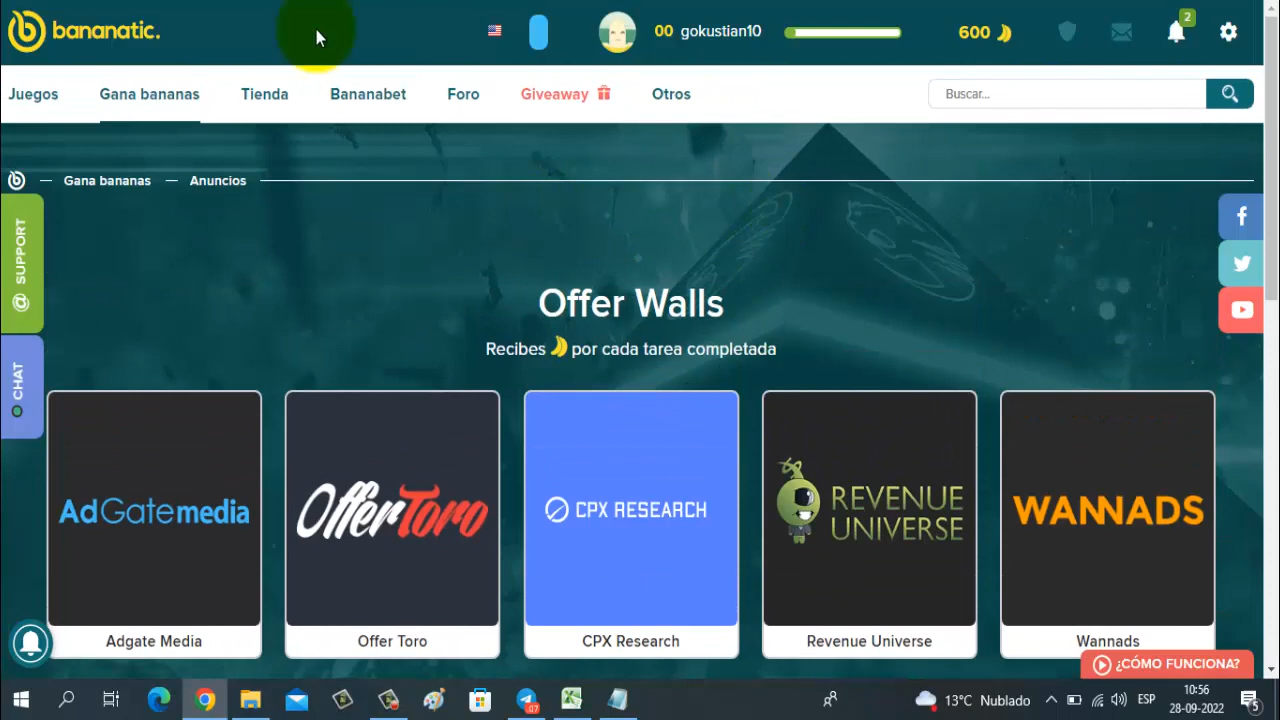 bananatic.
00 gokustian10
600
2
Juegos
Gana bananas
Tienda
Bananabet
Foro
Giveaway
Otros
Buscar...
Gana bananas
Anuncios
@ SUPPORT
CHAT
Offer Walls
Recibes por cada tarea completada
AdGatemedia
OfferToro
CPX RESEARCH
REVENUE
UNIVERSE
WANNADS
Adgate Media
Offer Toro
CPX Research
Revenue Universe
Wannads
¿CÓMO FUNCIONA?
07
13°C Nublado
ESP
10:56
28-09-2022
5